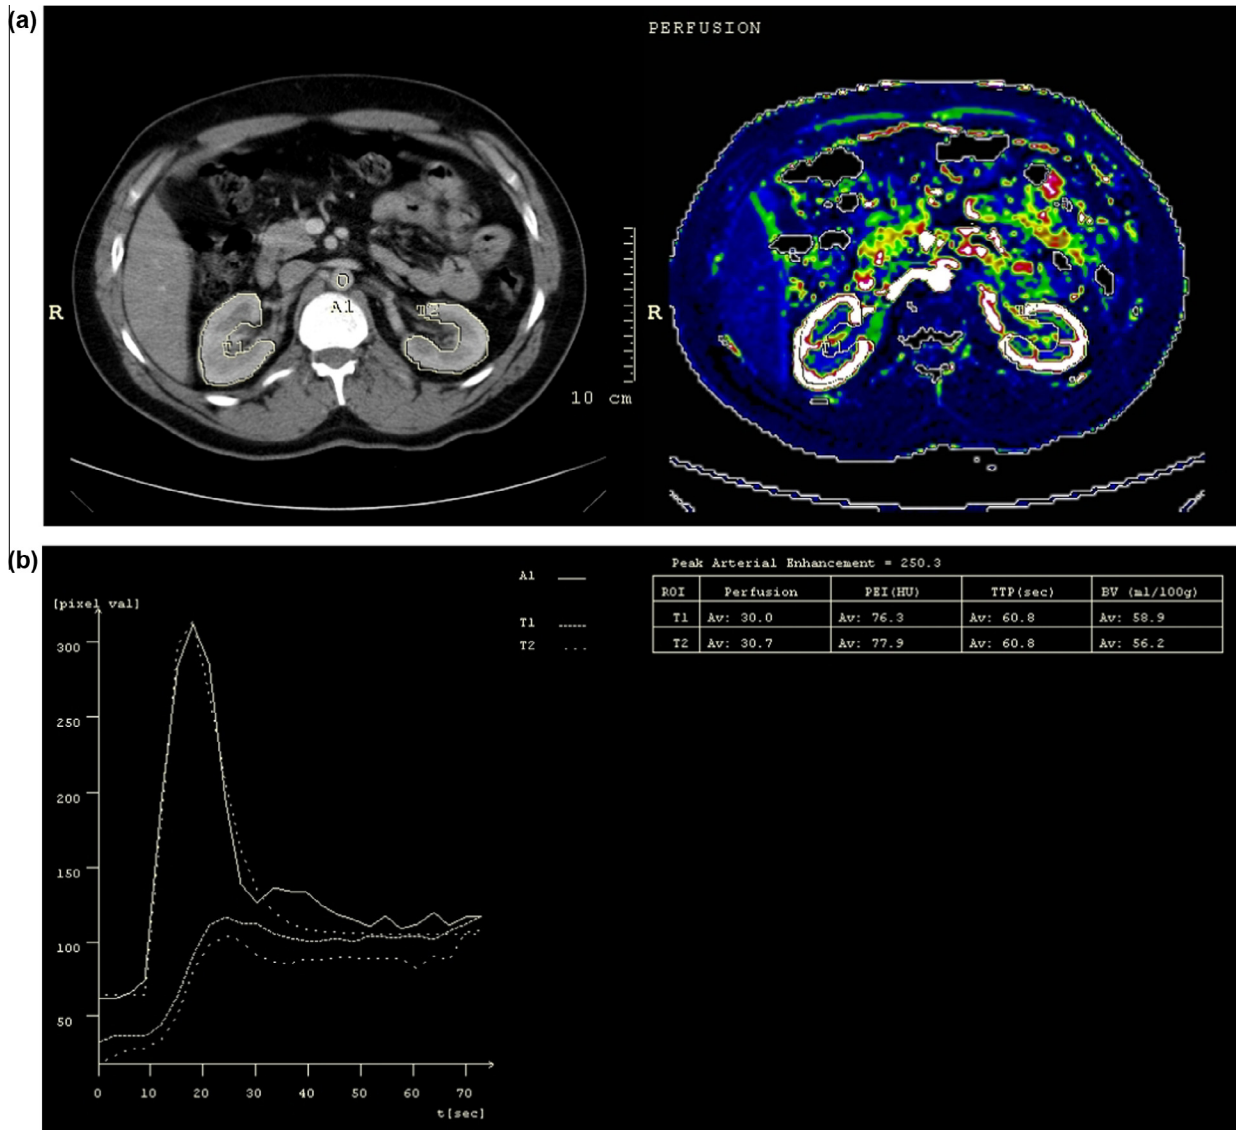 (a)
PERFUSION
O
A1
T2
T1
R
10 cm
R
T1
T2
(b)
A1
T1
T2
[pixel val]
300
250
200
150
100
50
0 10 20 30 40 50 60 70
t[sec]
Peak Arterial Enhancement = 250.3
ROI Perfusion PEI(HU) TTP(sec) BV (ml/100g)
T1 Av: 30.0 Av: 76.3 Av: 60.8 Av: 58.9
T2 Av: 30.7 Av: 77.9 Av: 60.8 Av: 56.2